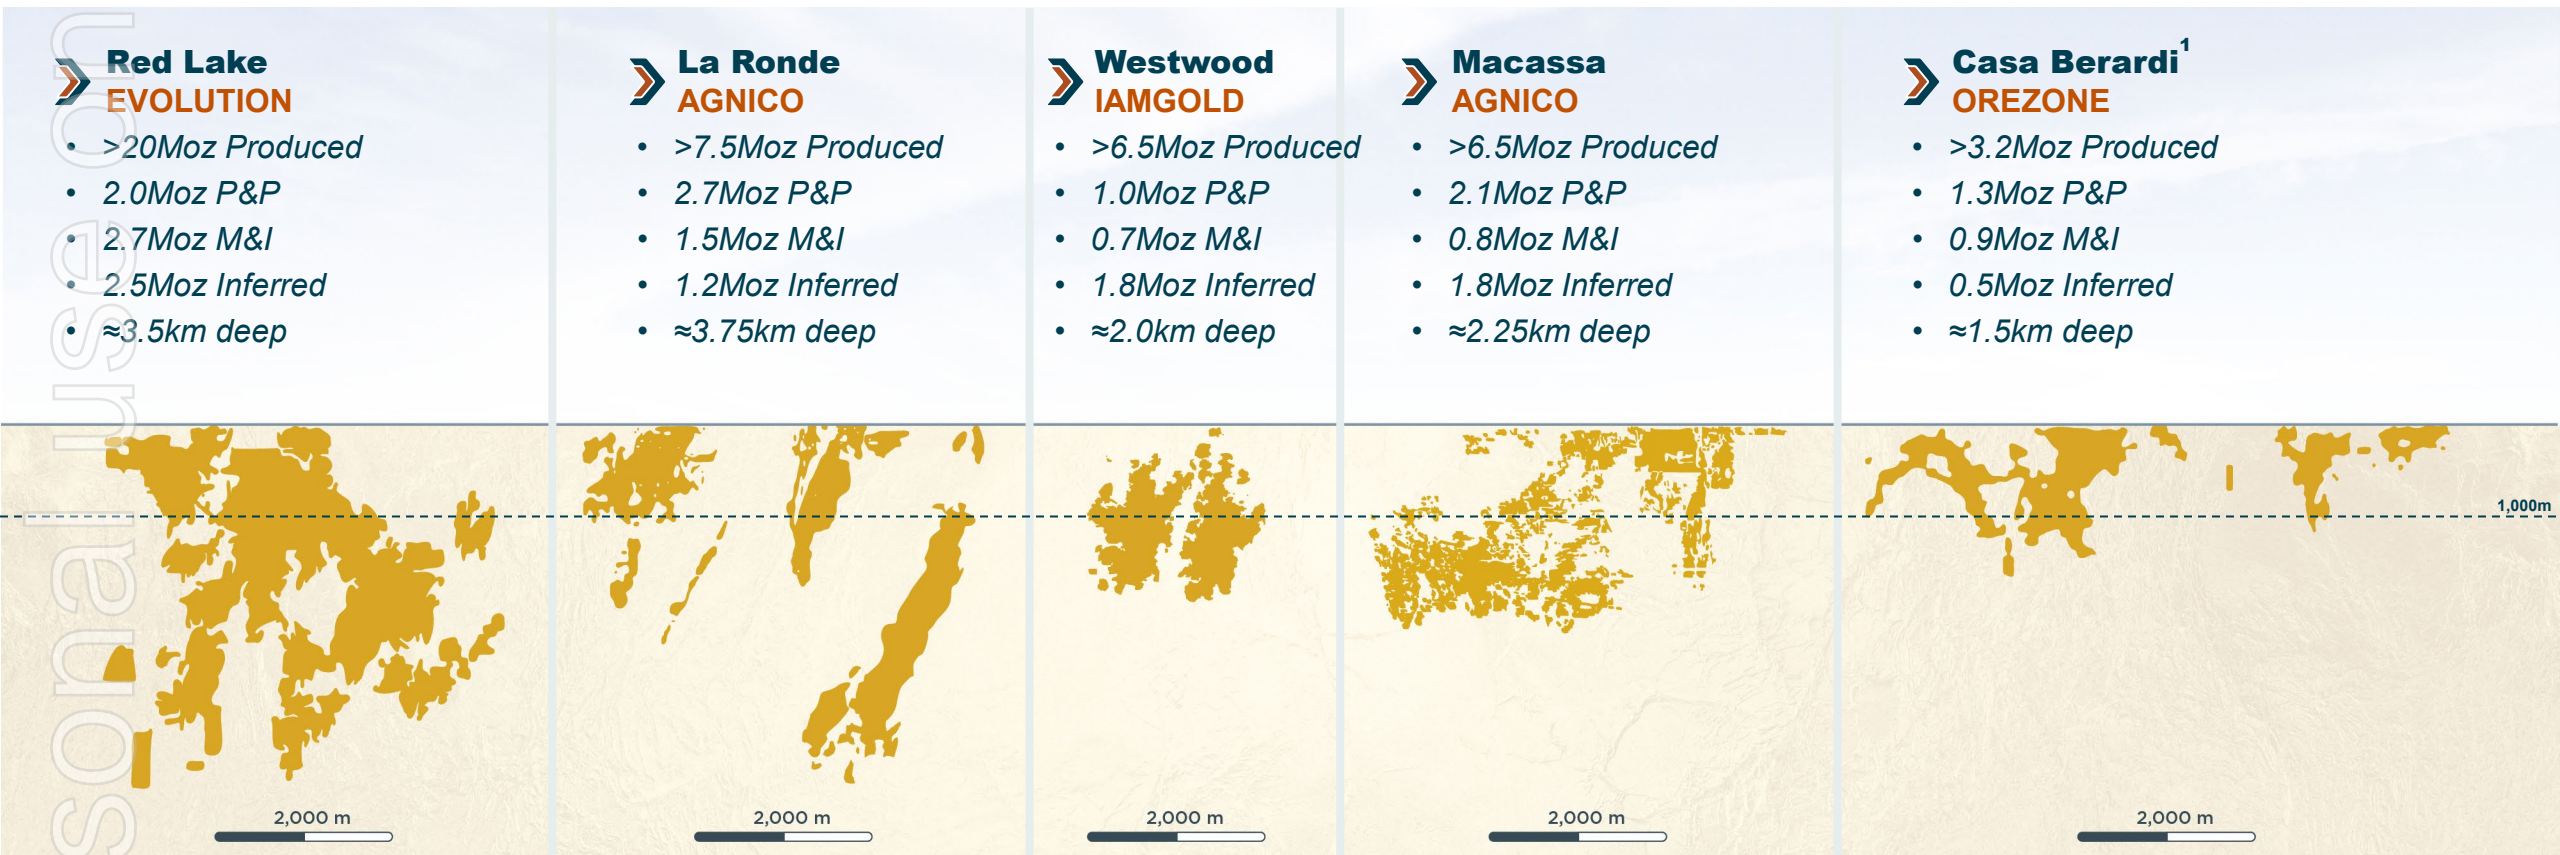 Red Lake
EVOLUTION
• >20Moz Produced
• 2.0Moz P&P
• 2.7Moz M&I
• 2.5Moz Inferred
• ≈3.5km deep
La Ronde
AGNICO
• >7.5Moz Produced
• 2.7Moz P&P
• 1.5Moz M&I
• 1.2Moz Inferred
• ≈3.75km deep
Westwood
IAMGOLD
• >6.5Moz Produced
• 1.0Moz P&P
• 0.7Moz M&I
• 1.8Moz Inferred
• ≈2.0km deep
Macassa
AGNICO
• >6.5Moz Produced
• 2.1Moz P&P
• 0.8Moz M&I
• 1.8Moz Inferred
• ≈2.25km deep
Casa Berardi¹
OREZONE
• >3.2Moz Produced
• 1.3Moz P&P
• 0.9Moz M&I
• 0.5Moz Inferred
• ≈1.5km deep
1,000m
2,000 m
2,000 m
2,000 m
2,000 m
2,000 m
sonal use on